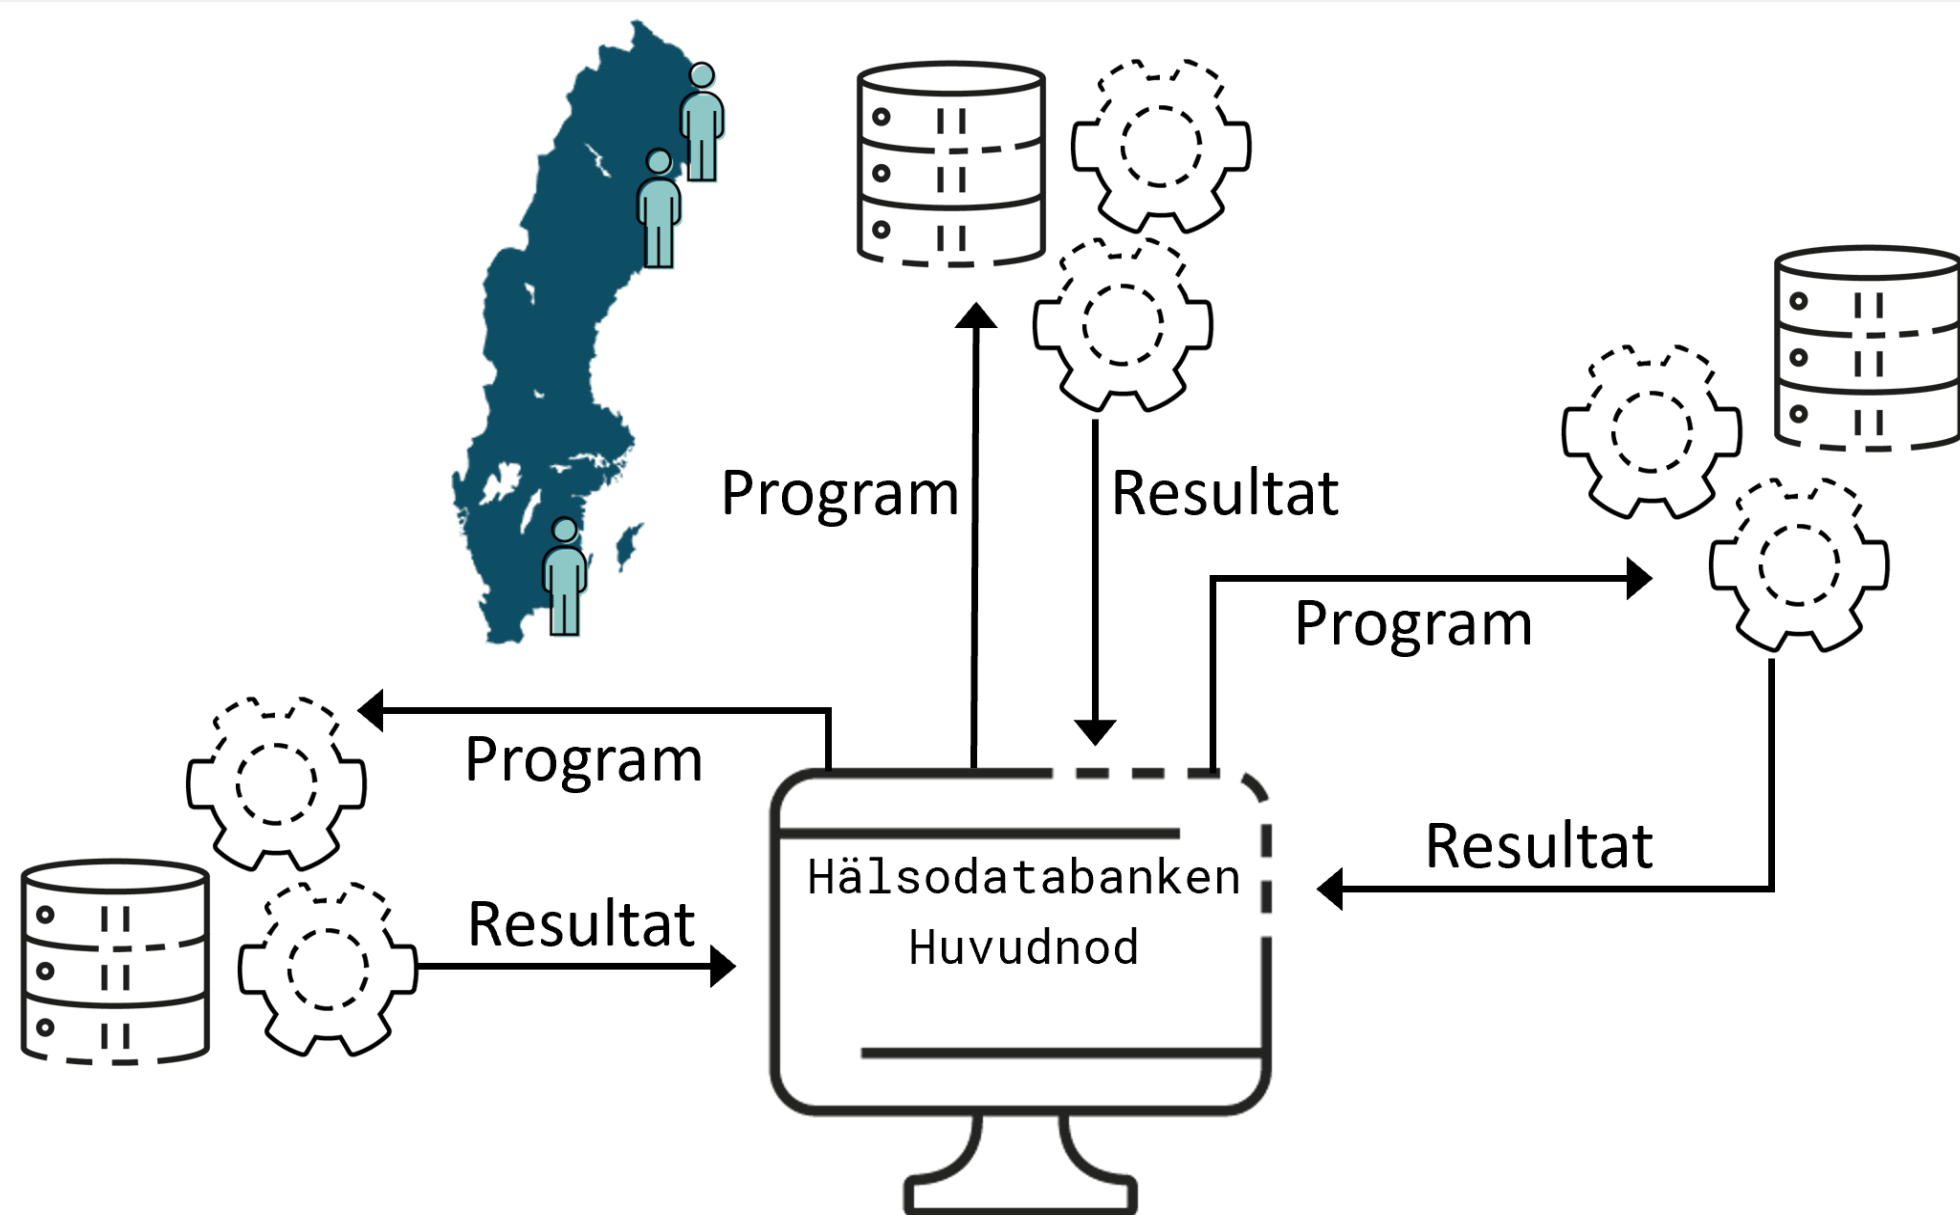 Program
Resultat
Program
Program
Resultat
Resultat
Hälsodatabanken
Huvudnod